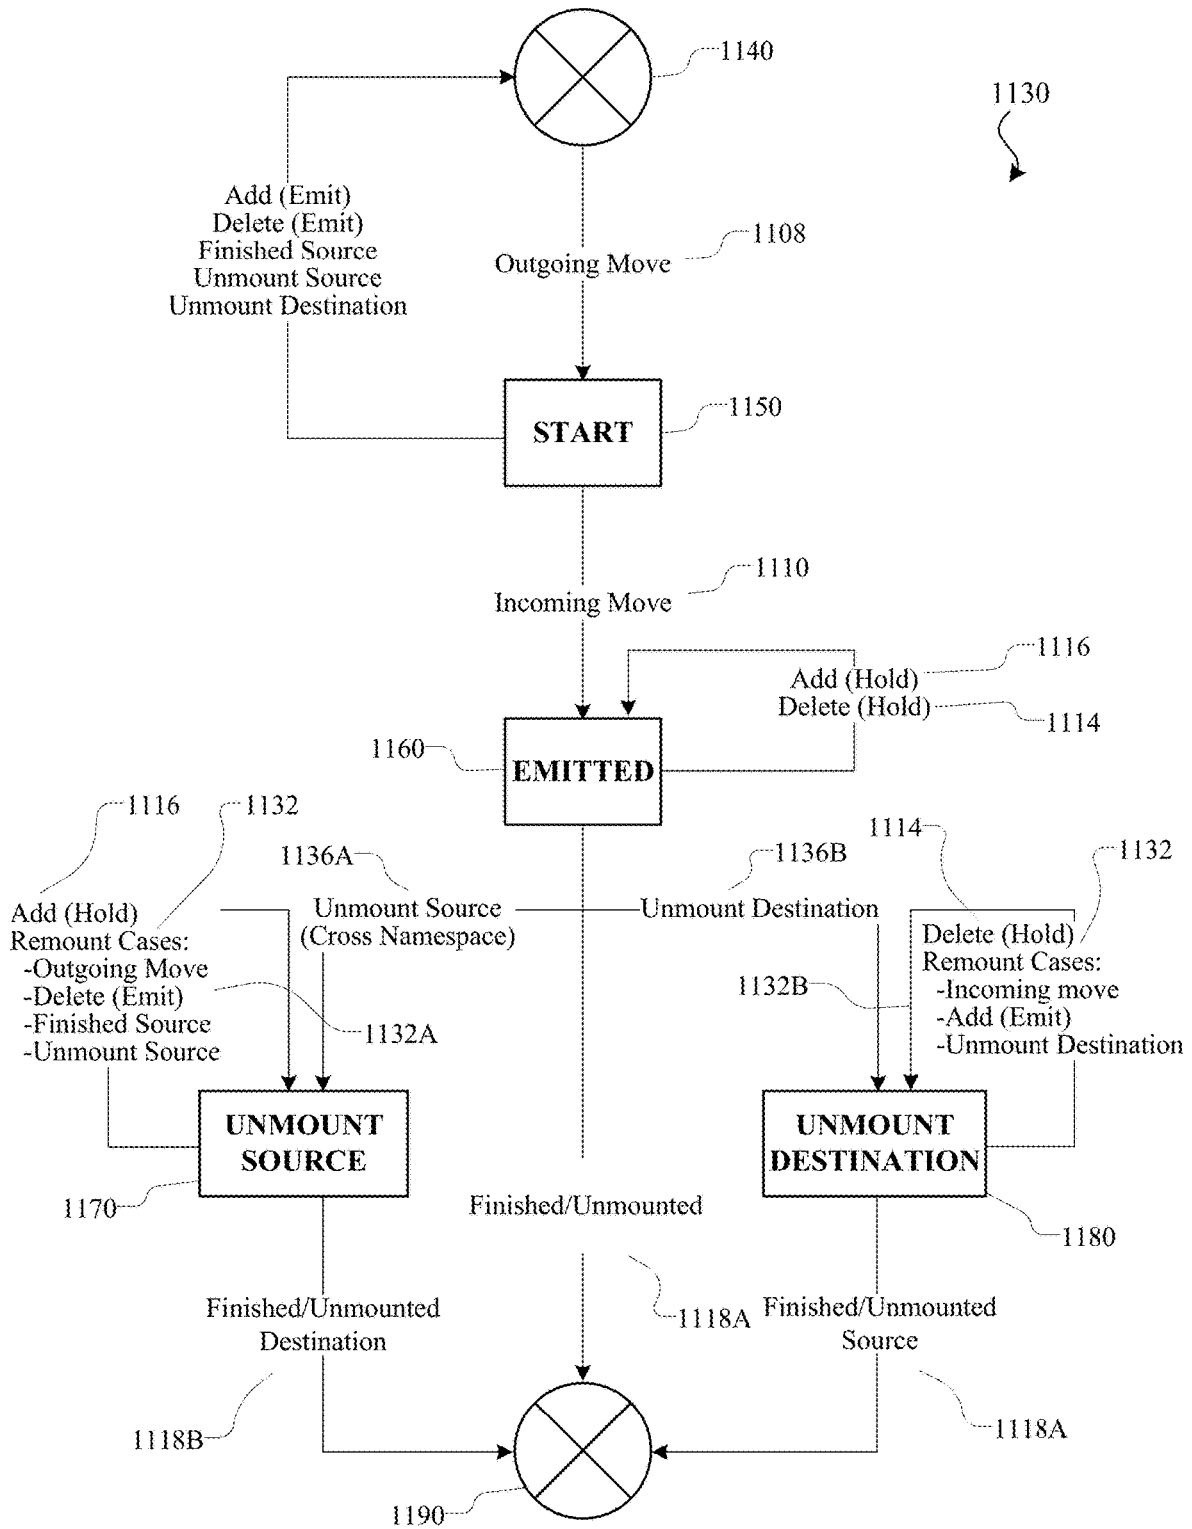 1140
1130
Add (Emit)
Delete (Emit)
Finished Source
Unmount Source
Unmount Destination
1108
Outgoing Move
START
1150
1110
Incoming Move
1116
Add (Hold)
Delete (Hold)
1114
1160
EMITTED
1116
1132
1136A
1136B
1114
1132
Add (Hold)
Remount Cases:
-Outgoing Move
-Delete (Emit)
-Finished Source
-Unmount Source
1132A
Unmount Source
(Cross Namespace)
Unmount Destination
1132B
Delete (Hold)
Remount Cases:
-Incoming move
-Add (Emit)
-Unmount Destination
UNMOUNT
SOURCE
1170
UNMOUNT
DESTINATION
1180
Finished/Unmounted
1118A
Finished/Unmounted
Destination
1118B
Finished/Unmounted
Source
1118A
1190